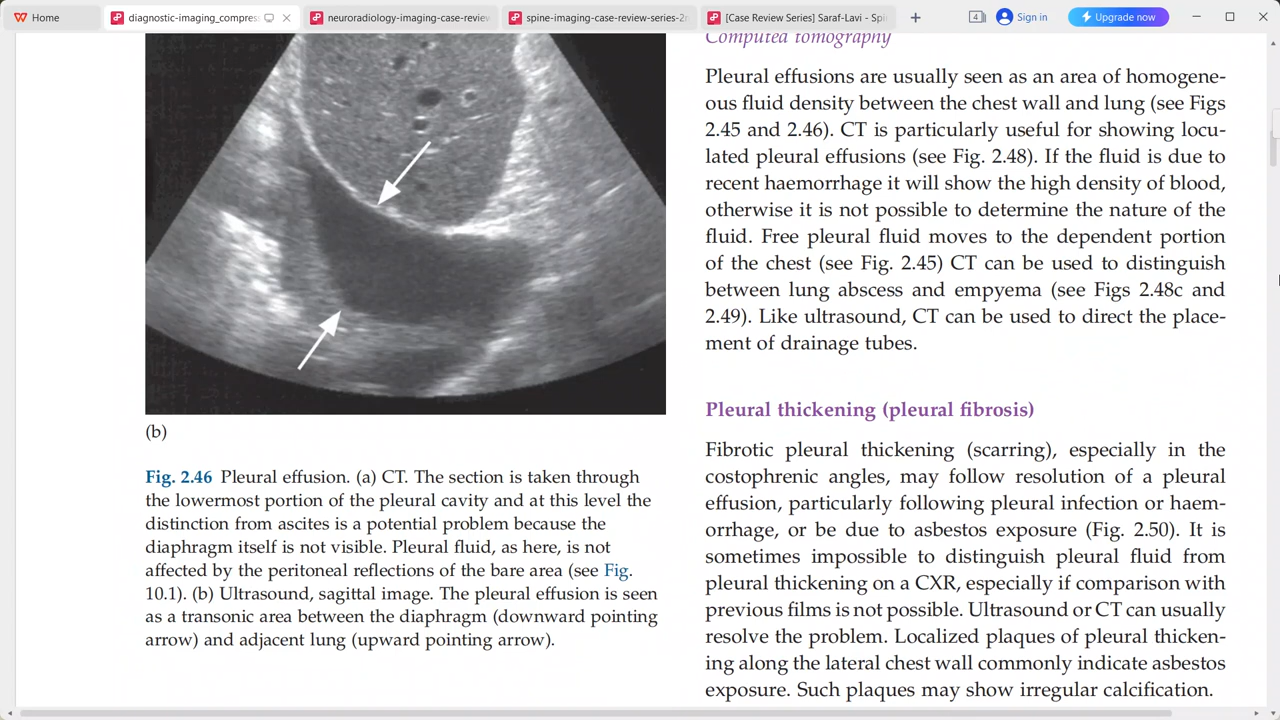 Home
diagnostic-imaging_compres
neuroradiology-imaging-case-review
spine-imaging-case-review-series-2
[Case Review Series] Saraf-Lavi - Spi
4
Sign in
Upgrade now
(b)
Fig. 2.46 Pleural effusion. (a) CT. The section is taken through
the lowermost portion of the pleural cavity and at this level the
distinction from ascites is a potential problem because the
diaphragm itself is not visible. Pleural fluid, as here, is not
affected by the peritoneal reflections of the bare area (see Fig.
10.1). (b) Ultrasound, sagittal image. The pleural effusion is seen
as a transonic area between the diaphragm (downward pointing
arrow) and adjacent lung (upward pointing arrow).
Computed tomography
Pleural effusions are usually seen as an area of homogene-
ous fluid density between the chest wall and lung (see Figs
2.45 and 2.46). CT is particularly useful for showing locu-
lated pleural effusions (see Fig. 2.48). If the fluid is due to
recent haemorrhage it will show the high density of blood,
otherwise it is not possible to determine the nature of the
fluid. Free pleural fluid moves to the dependent portion
of the chest (see Fig. 2.45) CT can be used to distinguish
between lung abscess and empyema (see Figs 2.48c and
2.49). Like ultrasound, CT can be used to direct the place-
ment of drainage tubes.
Pleural thickening (pleural fibrosis)
Fibrotic pleural thickening (scarring), especially in the
costophrenic angles, may follow resolution of a pleural
effusion, particularly following pleural infection or haem-
orrhage, or be due to asbestos exposure (Fig. 2.50). It is
sometimes impossible to distinguish pleural fluid from
pleural thickening on a CXR, especially if comparison with
previous films is not possible. Ultrasound or CT can usually
resolve the problem. Localized plaques of pleural thicken-
ing along the lateral chest wall commonly indicate asbestos
exposure. Such plaques may show irregular calcification.